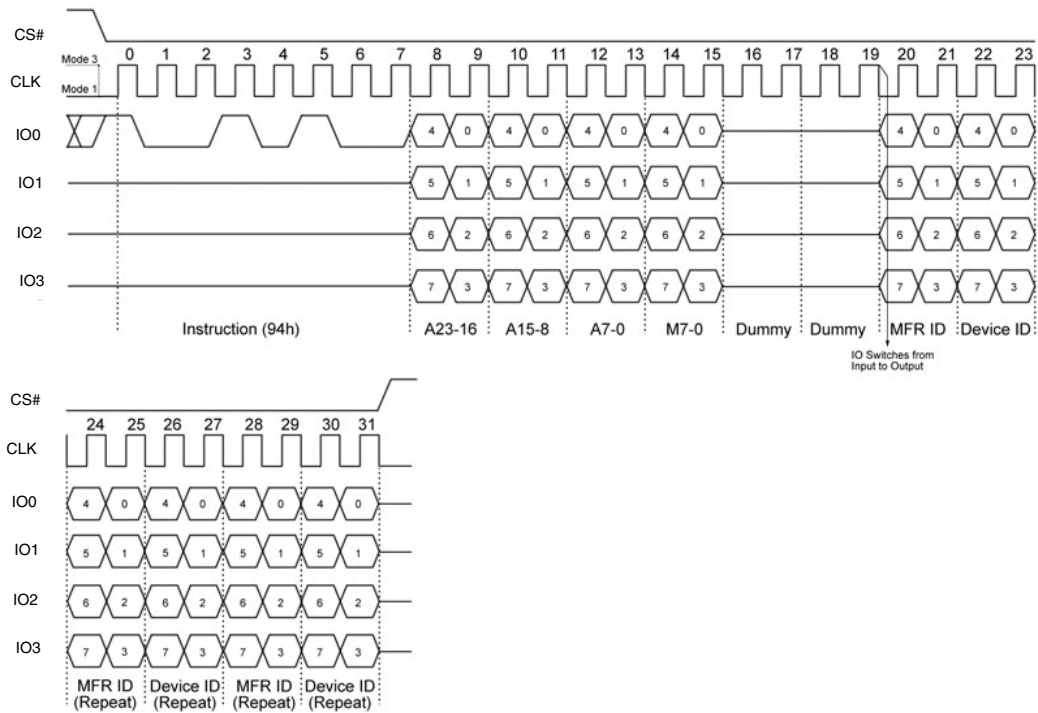 CS#
0 1 2 3 4 5 6 7 8 9 10 11 12 13 14 15 16 17 18 19 20 21 22 23
Mode 3
CLK
Mode 1
IO0
4 0 4 0 4 0 4 0 4 0 4 0
IO1
5 1 5 1 5 1 5 1 5 1 5 1
IO2
6 2 6 2 6 2 6 2 6 2 6 2
IO3
7 3 7 3 7 3 7 3 7 3 7 3
Instruction (94h) A23-16 A15-8 A7-0 M7-0 Dummy Dummy MFR ID Device ID
IO Switches from
Input to Output
CS#
24 25 26 27 28 29 30 31
CLK
IO0
4 0 4 0 4 0 4 0
IO1
5 1 5 1 5 1 5 1
IO2
6 2 6 2 6 2 6 2
IO3
7 3 7 3 7 3 7 3
MFR ID Device ID MFR ID Device ID
(Repeat) (Repeat) (Repeat) (Repeat)